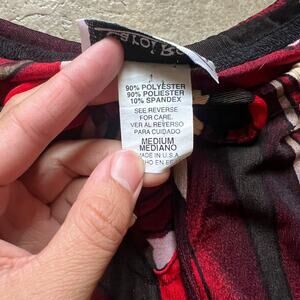 90% POLYESTER
90% POLIESTER
10% SPANDEX
SEE REVERSE
FOR CARE.
VER AL REVERSO
PARA CUIDADO
MEDIUM
MEDIANO
MADE IN U.S.A.